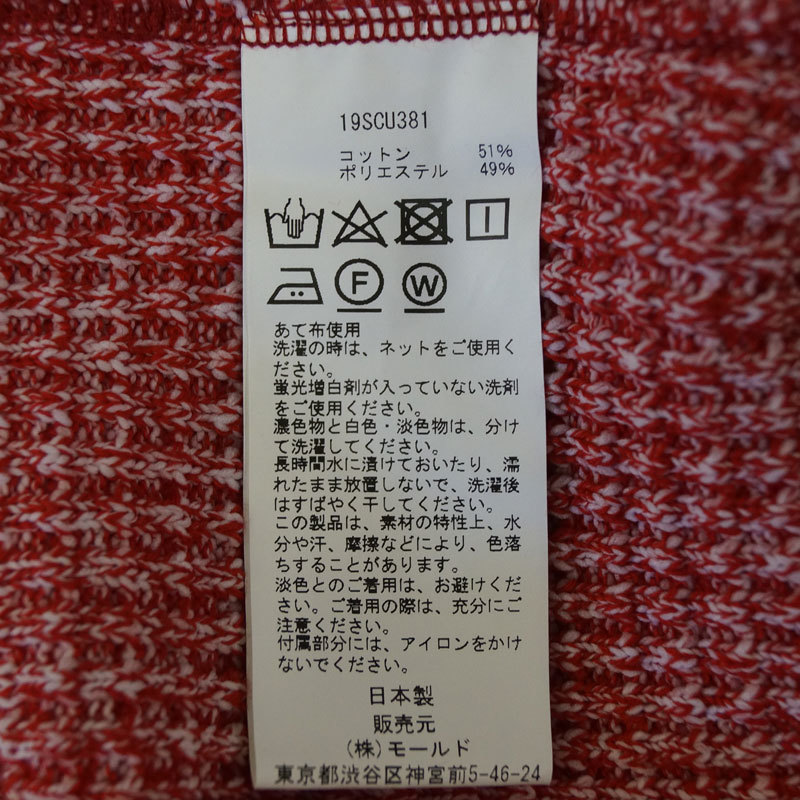 19SCU381
コットン 51%
ポリエステル 49%
F W
あて布使用
洗濯の時は、ネットをご使用く
ださい。
蛍光増白剤が入っていない洗剤
をご使用ください。
濃色物と白色・淡色物は、分け
て洗濯してください。
長時間水に漬けておいたり、濡
れたまま放置しないで、洗濯後
はすばやく干してください。
この製品は、素材の特性上、水
分や汗、摩擦などにより、色落
ちすることがあります。
淡色とのご着用は、お避けくだ
さい。ご着用の際は、充分にご
注意ください。
付属部分には、アイロンをかけ
ないでください。
日本製
販売元
(株)モールド
東京都渋谷区神宮前5-46-24